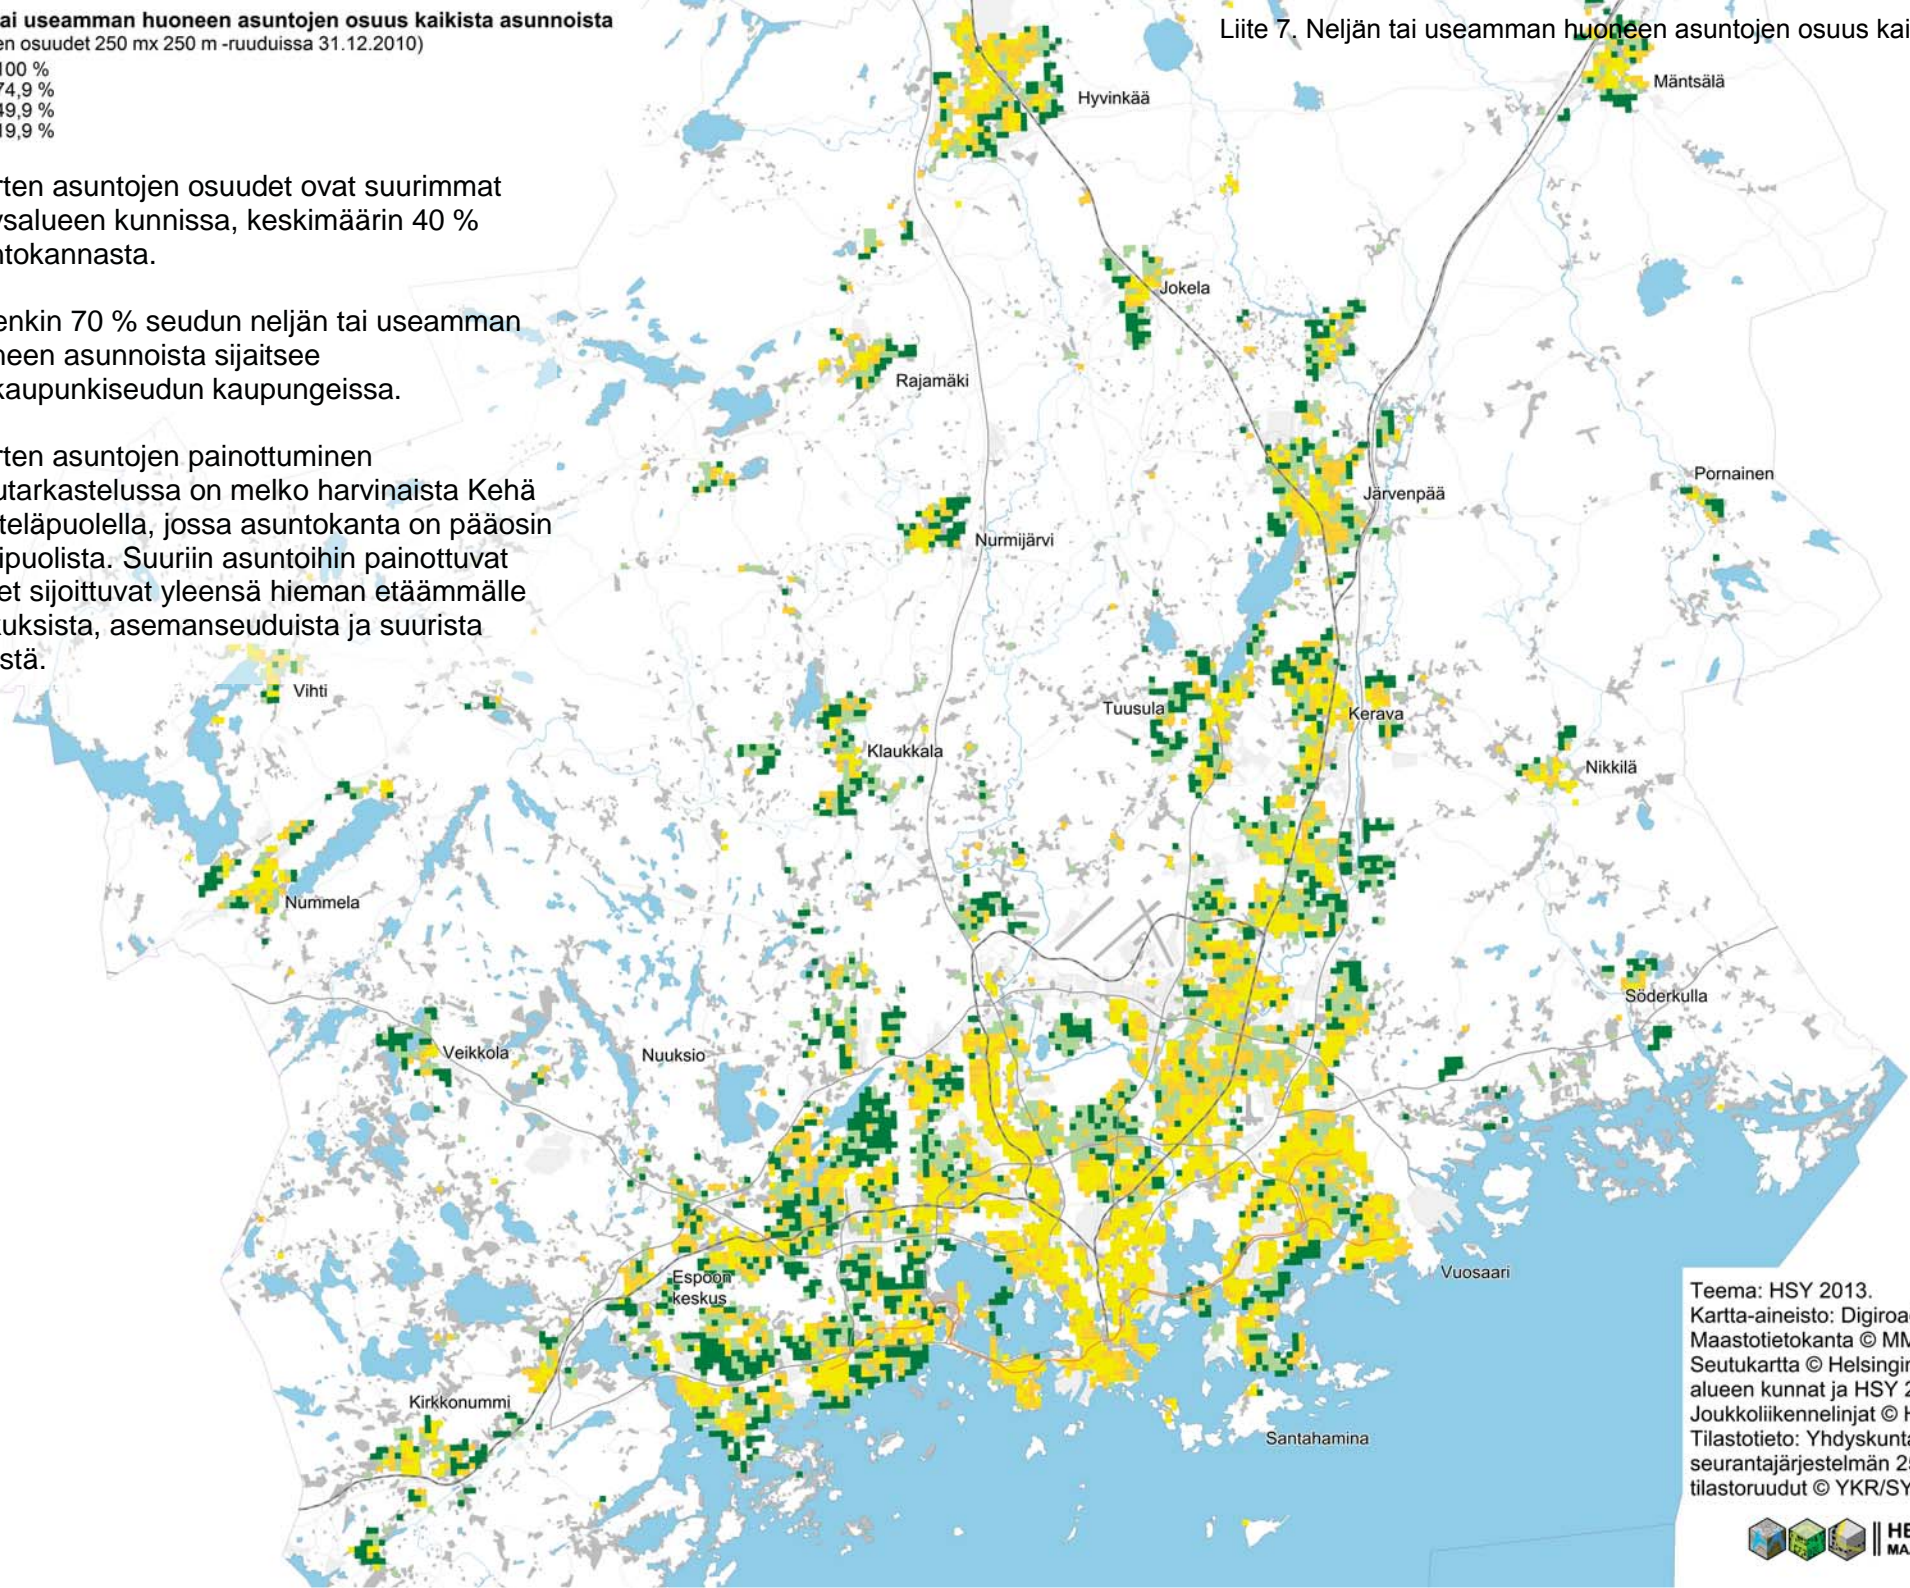 ai useamman huoneen asuntojen osuus kaikista asunnoista
en osuudet 250 mx 250 m -ruuduissa 31.12.2010)
100 %
74,9 %
49,9 %
19,9 %
rten asuntojen osuudet ovat suurimmat
ysalueen kunnissa, keskimäärin 40 %
ntokannasta.
enkin 70 % seudun neljän tai useamman
neen asunnoista sijaitsee
kaupunkiseudun kaupungeissa.
rten asuntojen painottuminen
utarkastelussa on melko harvinaista Kehä
teläpuolella, jossa asuntokanta on pääosin
ipuolista. Suuriin asuntoihin painottuvat
et sijoittuvat yleensä hieman etäämmälle
kuksista, asemanseuduista ja suurista
stä.
Liite 7. Neljän tai useamman huoneen asuntojen osuus kai
Hyvinkää
Mäntsälä
Jokela
Rajamäki
Järvenpää
Pornainen
Nurmijärvi
Vihti
Tuusula
Kerava
Klaukkala
Nikkilä
Nummela
Söderkulla
Veikkola
Nuuksio
Vuosaari
Espoon
keskus
Kirkkonummi
Santahamina
Teema: HSY 2013.
Kartta-aineisto: Digiroa
Maastotietokanta © MM
Seutukartta © Helsingin
alueen kunnat ja HSY 2
Joukkoliikennelinjat © H
Tilastotieto: Yhdyskunta
seurantajärjestelmän 25
tilastoruudut © YKR/SY
HE
MA